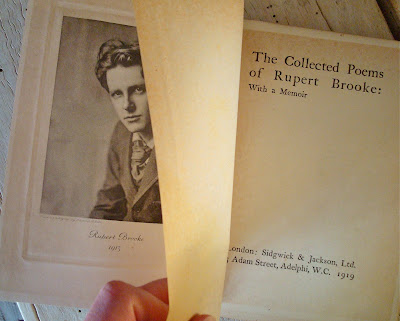 Rupert Brooke
1913
The Collected Poems
of Rupert Brooke:
With a Memoir
London: Sidgwick & Jackson, Ltd.
Adam Street, Adelphi, W.C. 1919